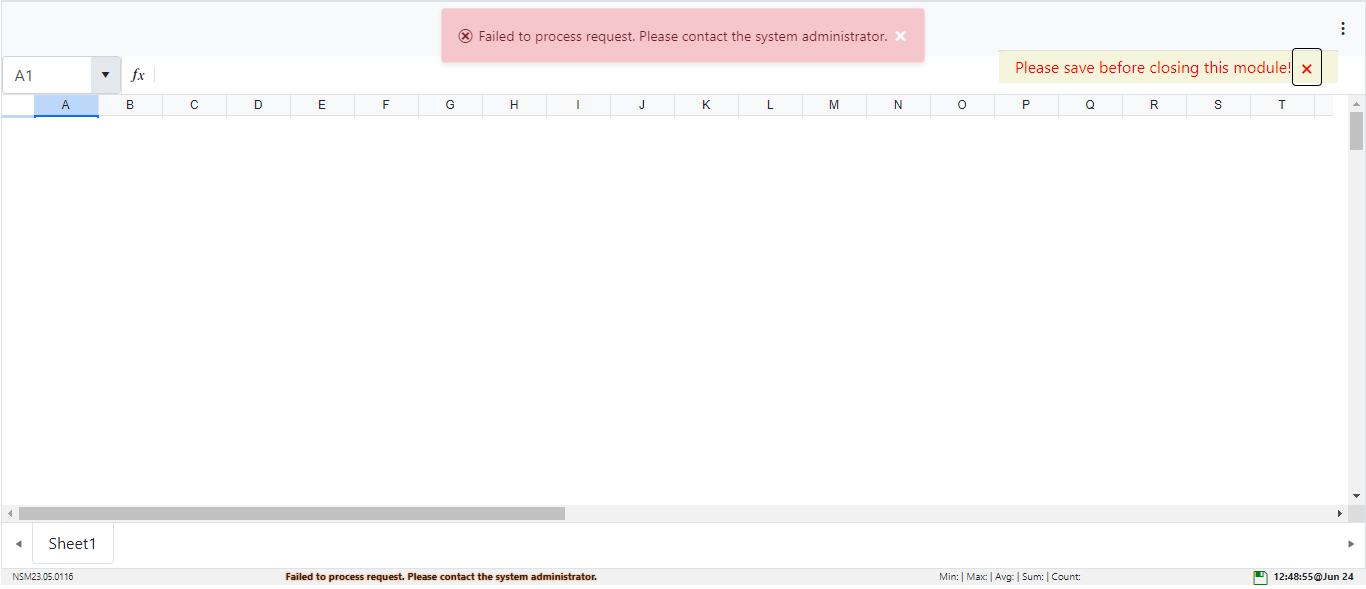 Failed to process request. Please contact the system administrator.
Please save before closing this module!
A1 fx
A B C D E F G H I J K L M N O P Q R S T
Sheet1
NSM23.05.0116 Failed to process request. Please contact the system administrator. Min: | Max: | Avg: | Sum: | Count: 12:48:55@Jun 24